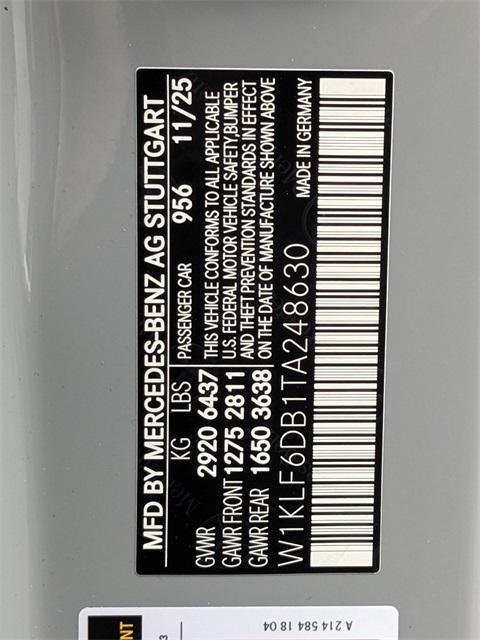 MFD BY MERCEDES-BENZ AG STUTTGART
KG LBS PASSENGER CAR 956 11/25
GVWR 2920 6437 THIS VEHICLE CONFORMS TO ALL APPLICABLE
GAWR FRONT 1275 2811 U.S. FEDERAL MOTOR VEHICLE SAFETY,BUMPER
GAWR REAR 1650 3638 AND THEFT PREVENTION STANDARDS IN EFFECT
ON THE DATE OF MANUFACTURE SHOWN ABOVE
W1KLF6DB1TA248630 MADE IN GERMANY
A 214 584 18 04